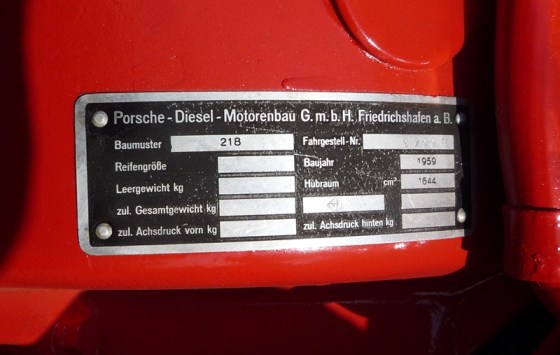 Porsche-Diesel-Motorenbau G.m.b.H. Friedrichshafen a. B.
Baumuster 218 Fahrgestell-Nr.
Reifengröße Baujahr 1959
Leergewicht kg Hubraum cm³ 1644
zul. Gesamtgewicht kg
zul. Achsdruck vorn kg zul. Achsdruck hinten kg